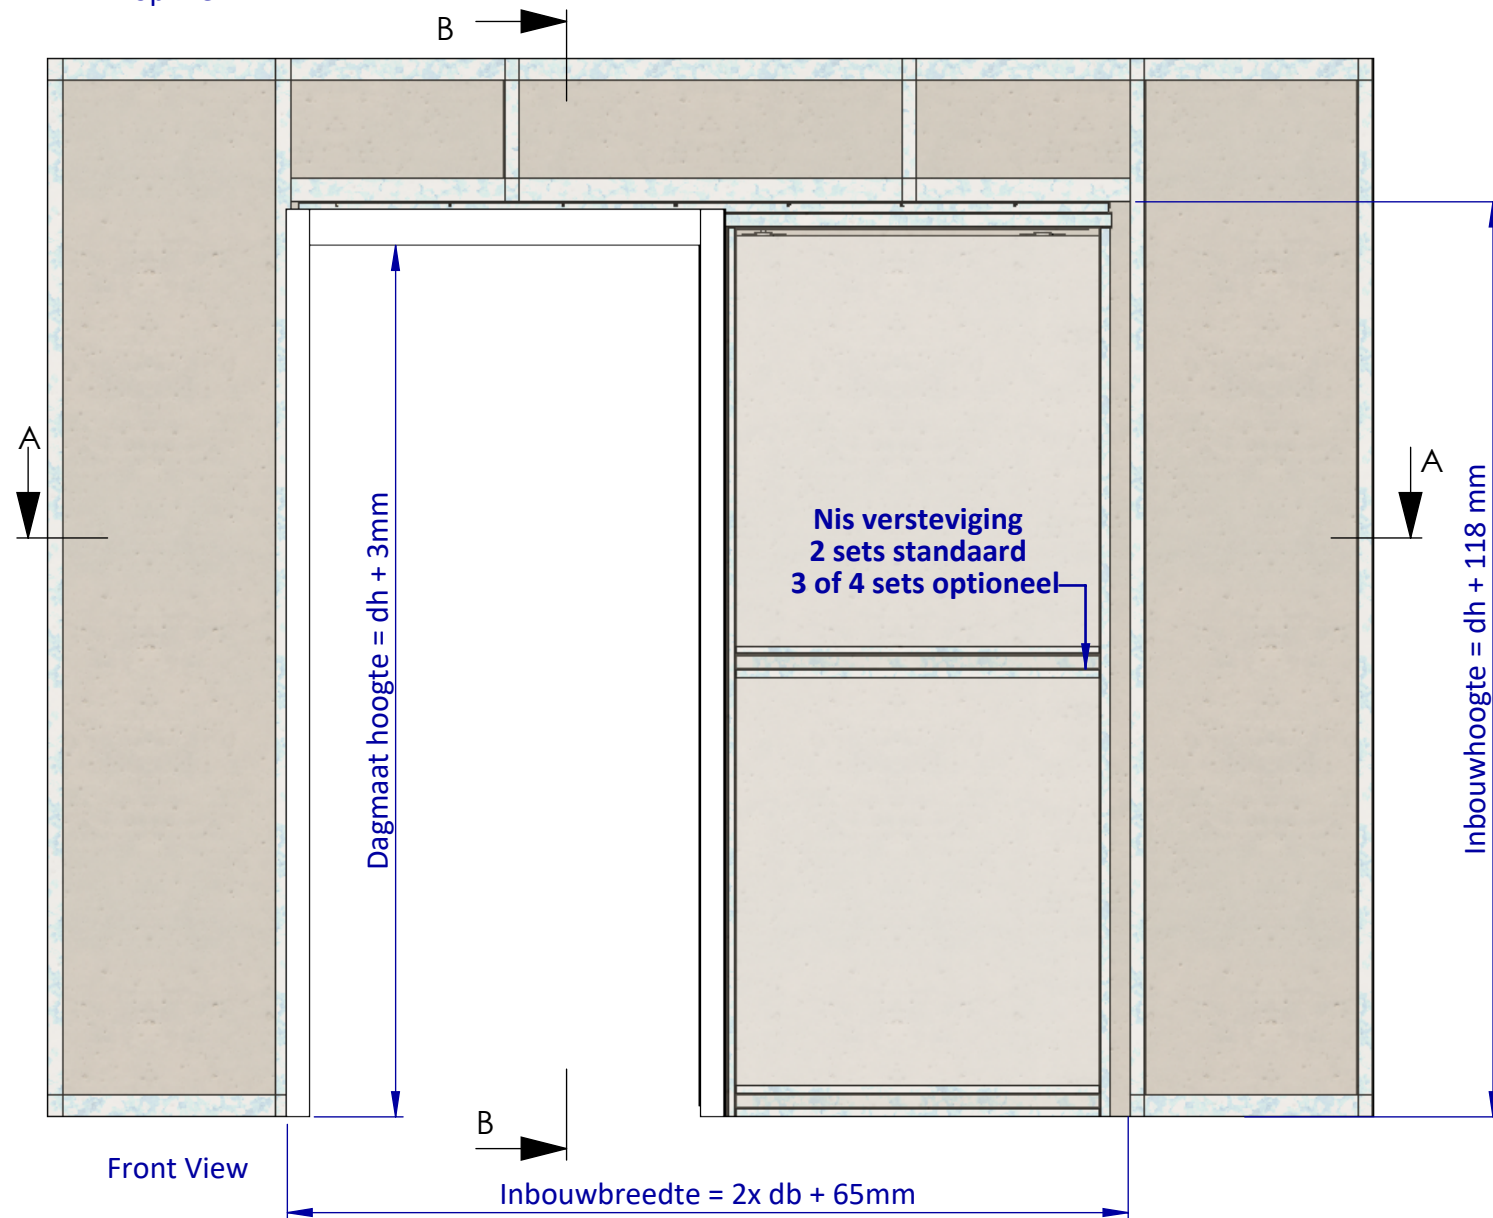 B
A
A
Nis versteviging
2 sets standaard
3 of 4 sets optioneel
Dagmaat hoogte = dh + 3mm
Inbouwhoogte = dh + 118 mm
B
Front View
Inbouwbreedte = 2x db + 65mm